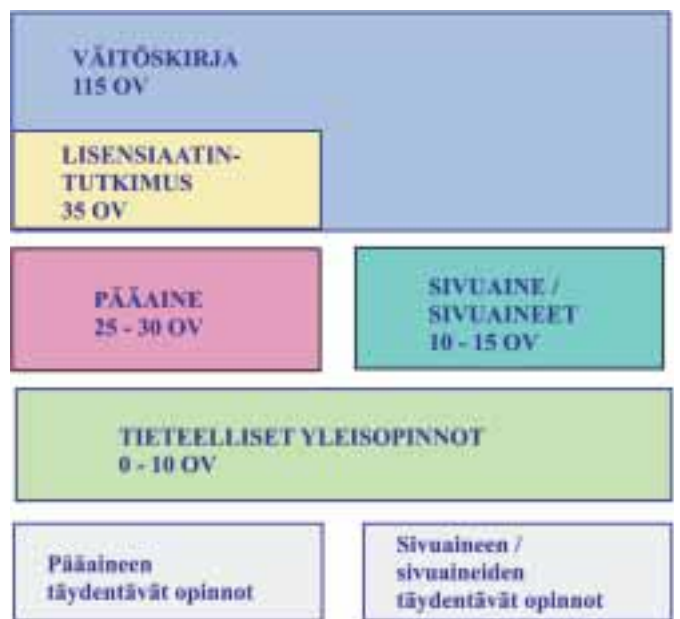 VÄITÖSKIRJA
115 OV
LISENSIAATIN-
TUTKIMUS
35 OV
PÄÄAINE
25 - 30 OV
SIVUAINE /
SIVUAINEET
10 - 15 OV
TIETEELLISET YLEISOPINNOT
0 - 10 OV
Pääaineen
täydentävät opinnot
Sivuaineen /
sivuaineiden
täydentävät opinnot